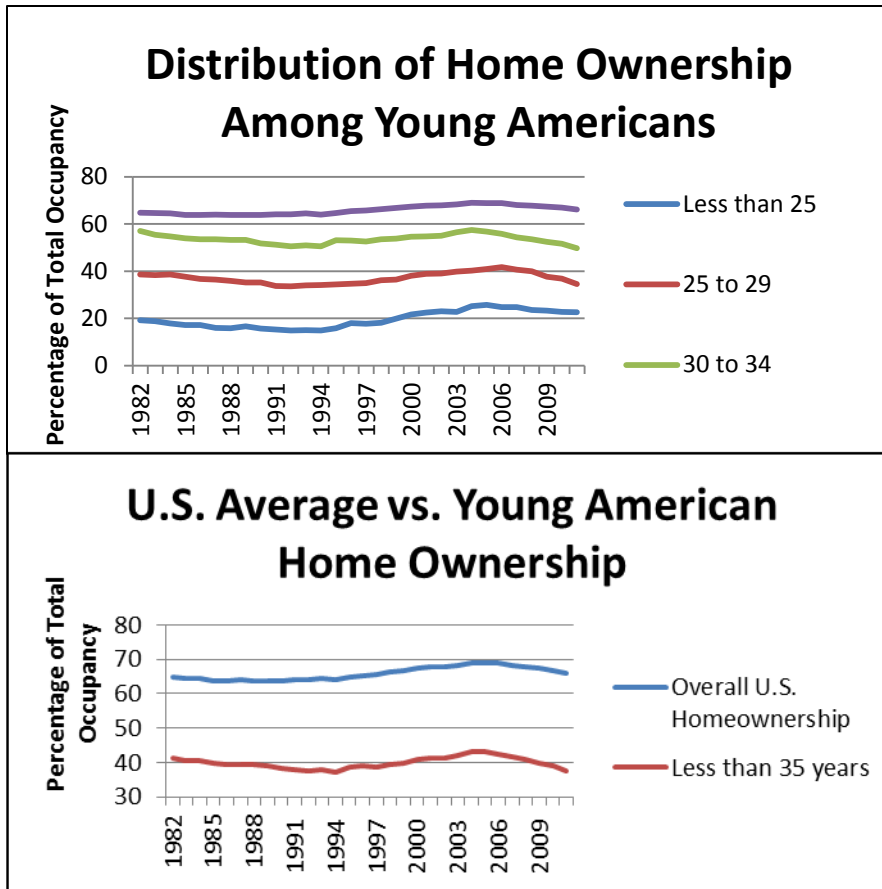 Distribution of Home Ownership
Among Young Americans
Percentage of Total Occupancy
80
60
40
20
0
1982
1985
1988
1991
1994
1997
2000
2003
2006
2009
Less than 25
25 to 29
30 to 34
U.S. Average vs. Young American
Home Ownership
Percentage of Total
Occupancy
80
70
60
50
40
30
1982
1985
1988
1991
1994
1997
2000
2003
2006
2009
Overall U.S.
Homeownership
Less than 35 years